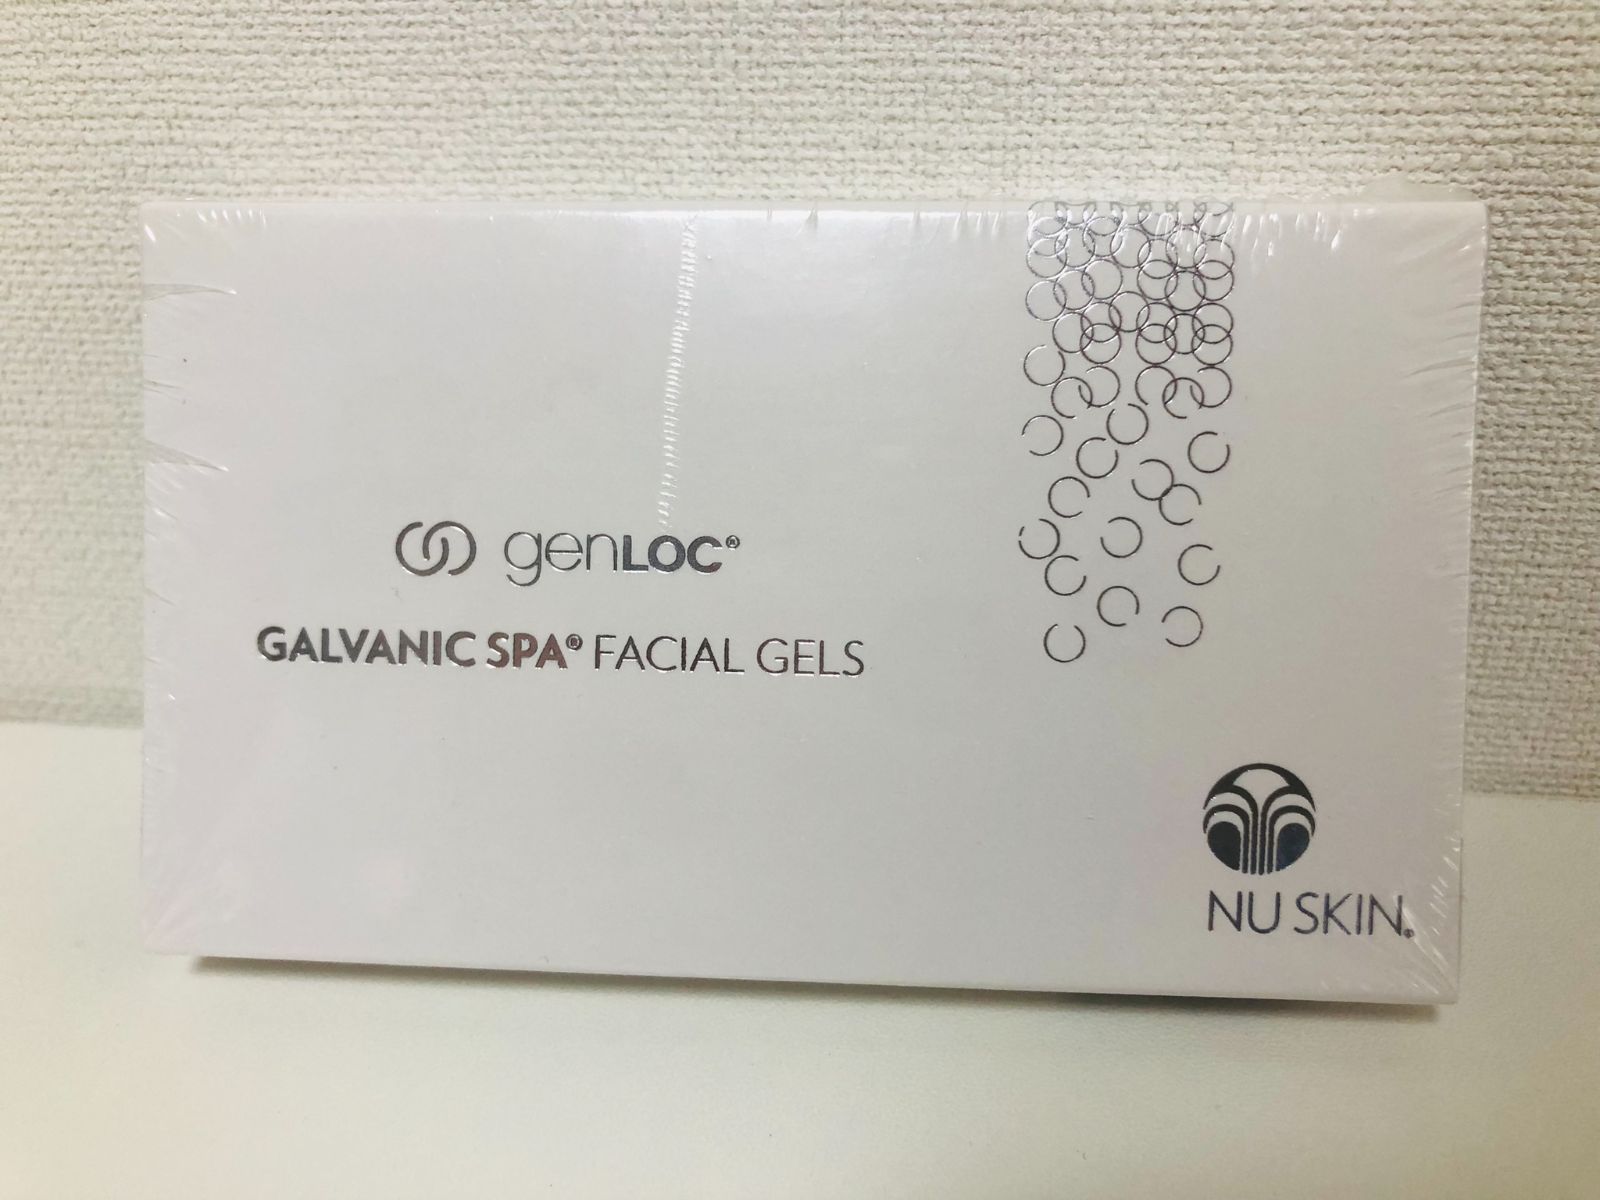 genLOC®
GALVANIC SPA® FACIAL GELS
NU SKIN®